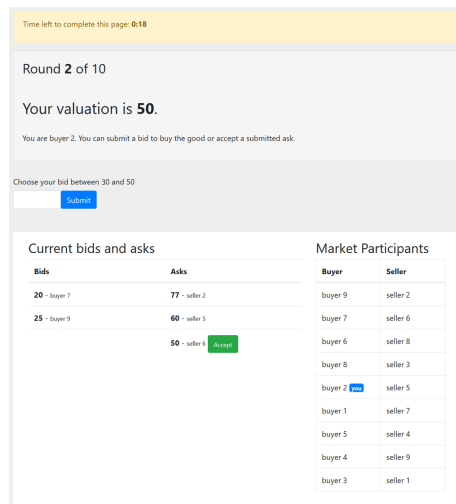 Time left to complete this page: 0:18
Round 2 of 10
Your valuation is 50.
You are buyer 2. You can submit a bid to buy the good or accept a submitted ask.
Choose your bid between 30 and 50
Submit
Current bids and asks
Bids Asks
20 - buyer 7 77 - seller 2
25 - buyer 9 60 - seller 5
50 - seller 6 Accept
Market Participants
Buyer Seller
buyer 9 seller 2
buyer 7 seller 6
buyer 6 seller 8
buyer 8 seller 3
buyer 2 you seller 5
buyer 1 seller 7
buyer 5 seller 4
buyer 4 seller 9
buyer 3 seller 1